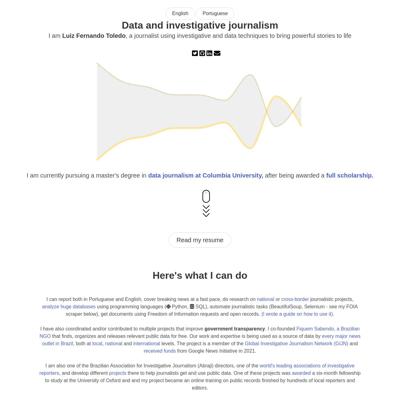 English Portuguese
Data and investigative journalism
I am Luiz Fernando Toledo, a journalist using investigative and data techniques to bring powerful stories to life
I am currently pursuing a master's degree in data journalism at Columbia University, after being awarded a full scholarship.
Read my resume
Here's what I can do
I can report both in Portuguese and English, cover breaking news at a fast pace, do research on national or cross-border journalistic projects,
analyze huge databases using programming languages ( Python, SQL), automate journalistic tasks (BeautifulSoup, Selenium - see my FOIA
scraper below), get documents using Freedom of Information requests and open records. (I wrote a guide on how to use it).
I have also coordinated and/or contributed to multiple projects that improve government transparency. I co-founded Fiquem Sabendo, a Brazilian
NGO that finds, organizes and releases relevant public data for free. Our work and expertise is being used as a source of data by every major news
outlet in Brazil, both at local, national and international levels. The project is a member of the Global Investigative Journalism Network (GIJN) and
received funds from Google News Initiative in 2021.
I am also one of the Brazilian Association for Investigative Journalism (Abraji) directors, one of the world's leading associations of investigative
reporters, and develop different projects there to help journalists get and use public data. One of these projects was awarded a six-month fellowship
to study at the University of Oxford and and my project became an online training on public records finished by hundreds of local reporters and
editors.